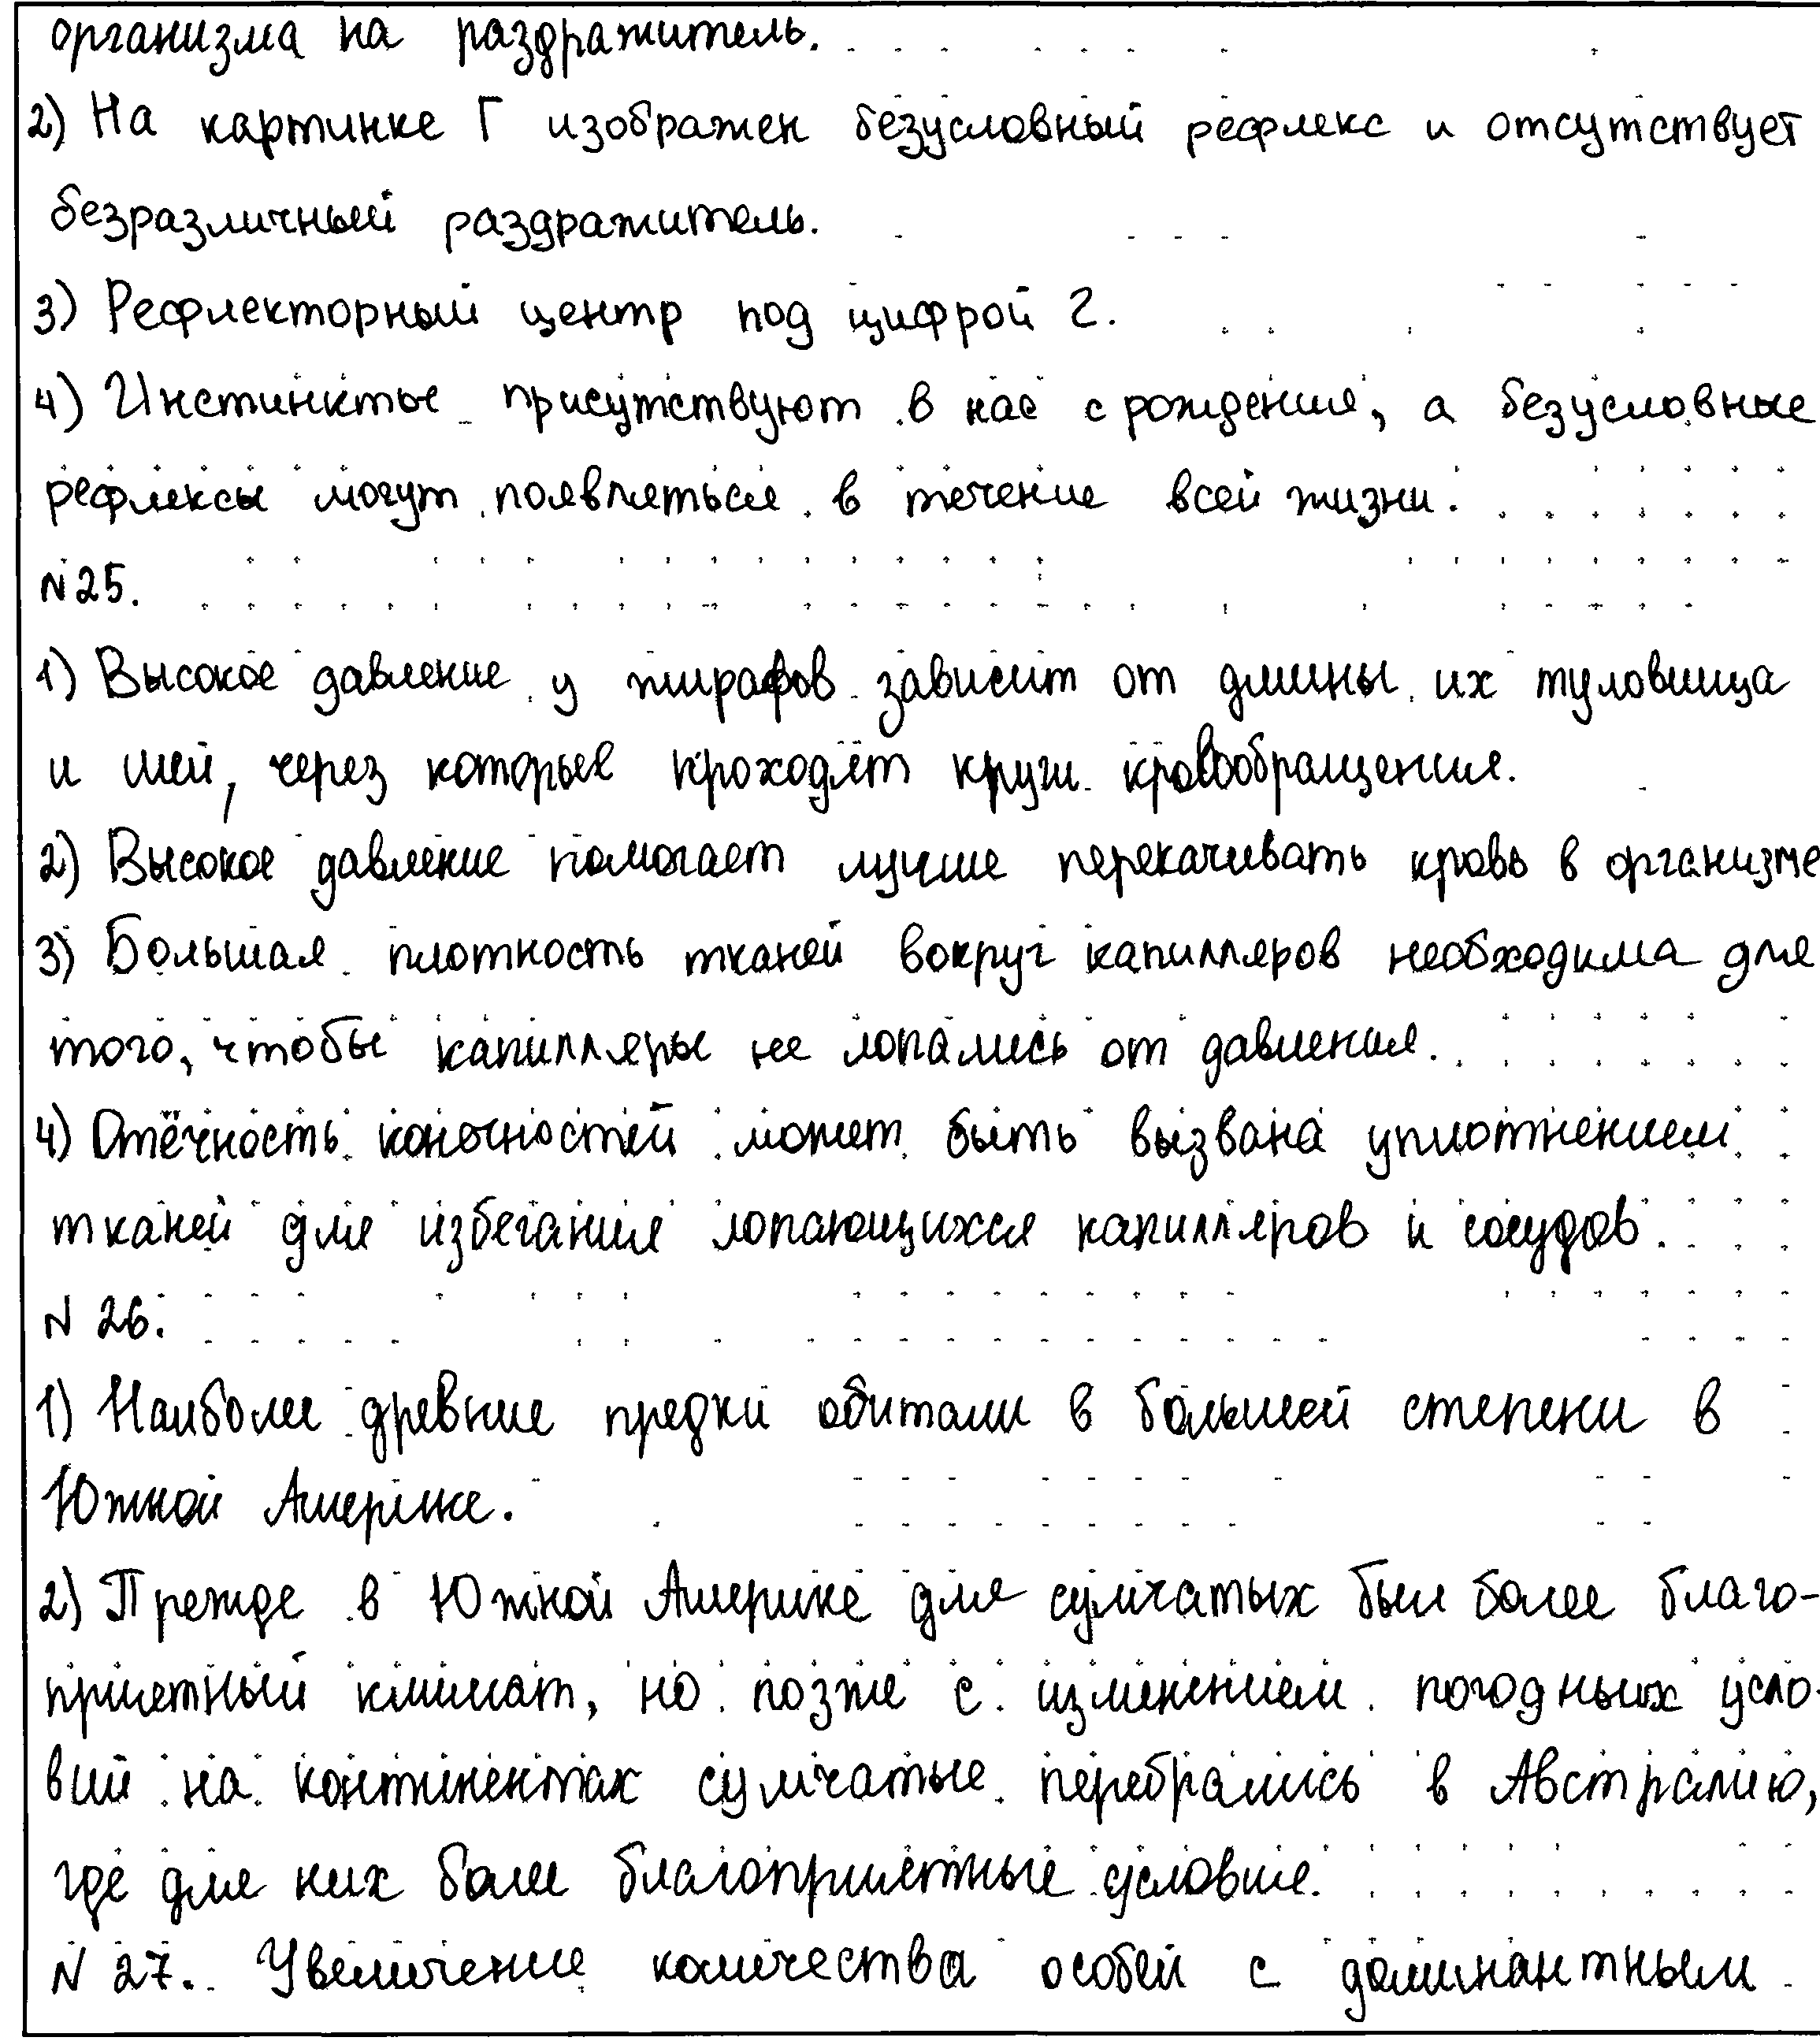 организма на раздражитель.
2) На картинке Г изображен безусловный рефлекс и отсутствует
безразличный раздражитель.
3) Рефлекторный центр под цифрой 2.
4) Инстинкты присутствуют в нас с рождения, а безусловные
рефлексы могут появляться в течение всей жизни.
N25.
1) Высокое давление у жирафов зависит от длины их туловища
и шеи, через которые проходят круги кровообращения.
2) Высокое давление помогает лучше перекачивать кровь в организме
3) Большая плотность тканей вокруг капилляров необходима для
того, чтобы капилляры не лопались от давления.
4) Отёчность конечностей может быть вызвана уплотнением
тканей для избегания лопающихся капилляров и сосудов.
N 26.
1) Наиболее древние предки обитали в большей степени в
Южной Америке.
2) Прежде в Южной Америке для сумчатых был более благо-
приятный климат, но позже с изменением погодных усло-
вий на континентах сумчатые перебрались в Австралию,
где для них более благоприятные условия.
N 27. Увеличение количества особей с доминантным